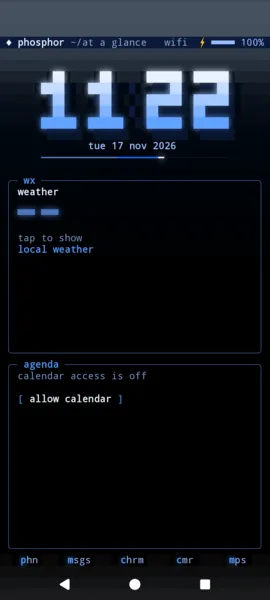 ♦ phosphor ~/at a glance wifi ⚡ 100%
11 22
tue 17 nov 2026
wx
weather
--
tap to show
local weather
agenda
calendar access is off
[ allow calendar ]
phn msgs chrm cmr mps